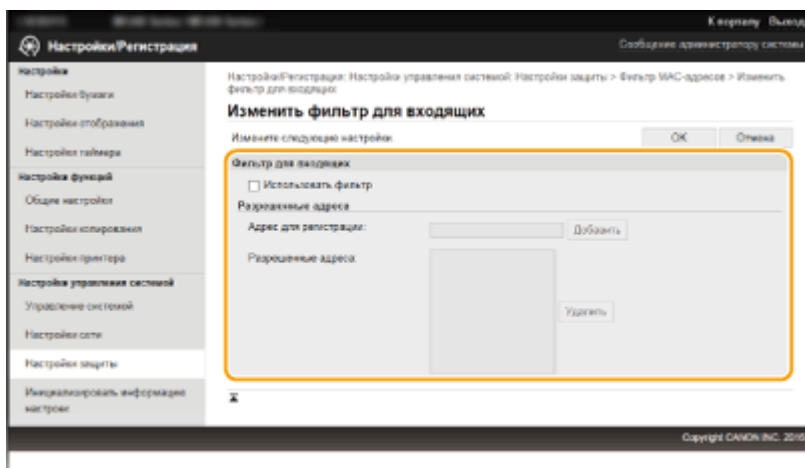 К порталу Выход
Настройки/Регистрация
Сообщение администратору системы
Настройки
Настройки бумаги
Настройки отображения
Настройки таймера
Настройки функций
Общие настройки
Настройки копирования
Настройки принтера
Настройки управления системой
Управление системой
Настройки сети
Настройки защиты
Инициализировать информацию
настроек
Настройки/Регистрация: Настройки управления системой: Настройки защиты > Фильтр MAC-адресов > Изменить
фильтр для входящих
Изменить фильтр для входящих
Измените следующие настройки.
OK
Отмена
Фильтр для входящих
Использовать фильтр
Разрешенные адреса
Адрес для регистрации:
Добавить
Разрешенные адреса:
Удалить
Copyright CANON INC. 2016